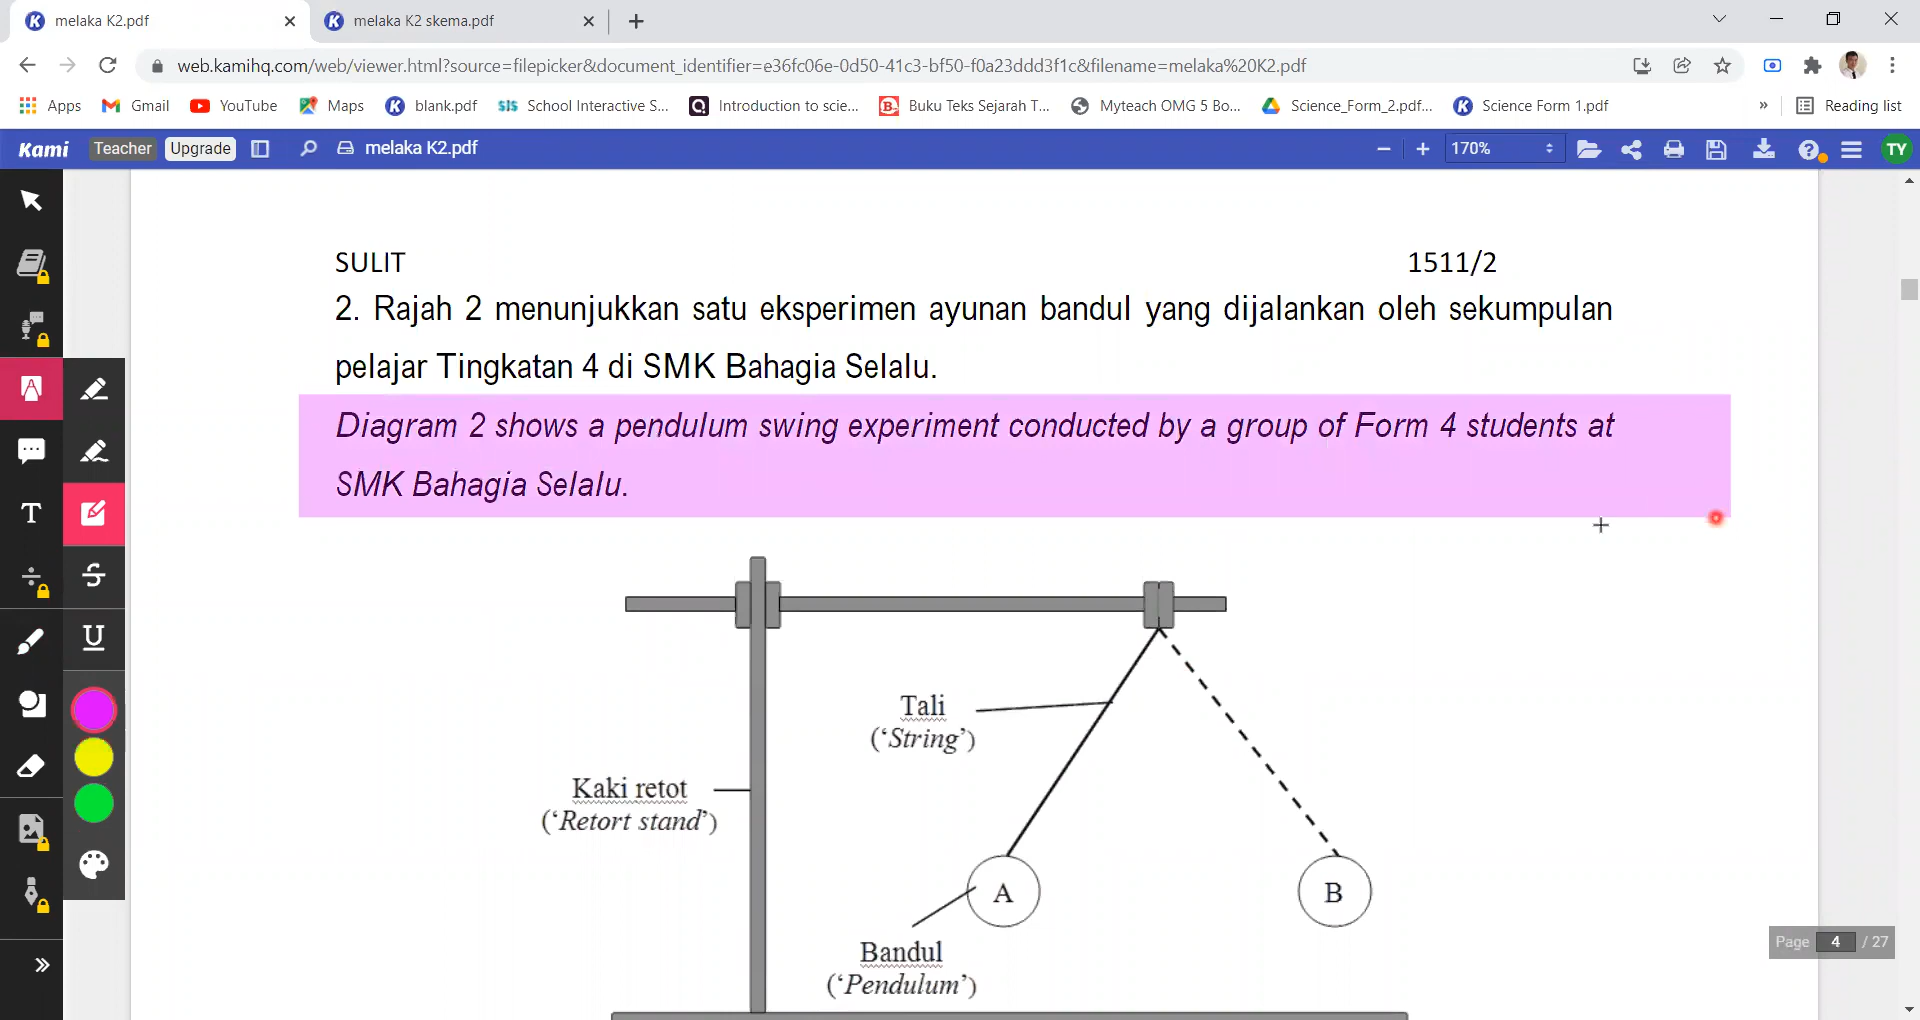 melaka K2.pdf
melaka K2 skema.pdf
web.kamihq.com/web/viewer.html?source=filepicker&document_identifier=e36fc06e-0d50-41c3-bf50-f0a23ddd3f1c&filename=melaka%20K2.pdf
Apps Gmail YouTube Maps blank.pdf SIS School Interactive S... Introduction to scie... Buku Teks Sejarah T... Myteach OMG 5 Bo... Science_Form_2.pdf... Science Form 1.pdf » Reading list
Kami Teacher Upgrade melaka K2.pdf 170% TY
SULIT 1511/2
2. Rajah 2 menunjukkan satu eksperimen ayunan bandul yang dijalankan oleh sekumpulan
pelajar Tingkatan 4 di SMK Bahagia Selalu.
Diagram 2 shows a pendulum swing experiment conducted by a group of Form 4 students at
SMK Bahagia Selalu.
Tali
('String')
Kaki retot
('Retort stand')
A
B
Bandul
('Pendulum')
Page 4 / 27